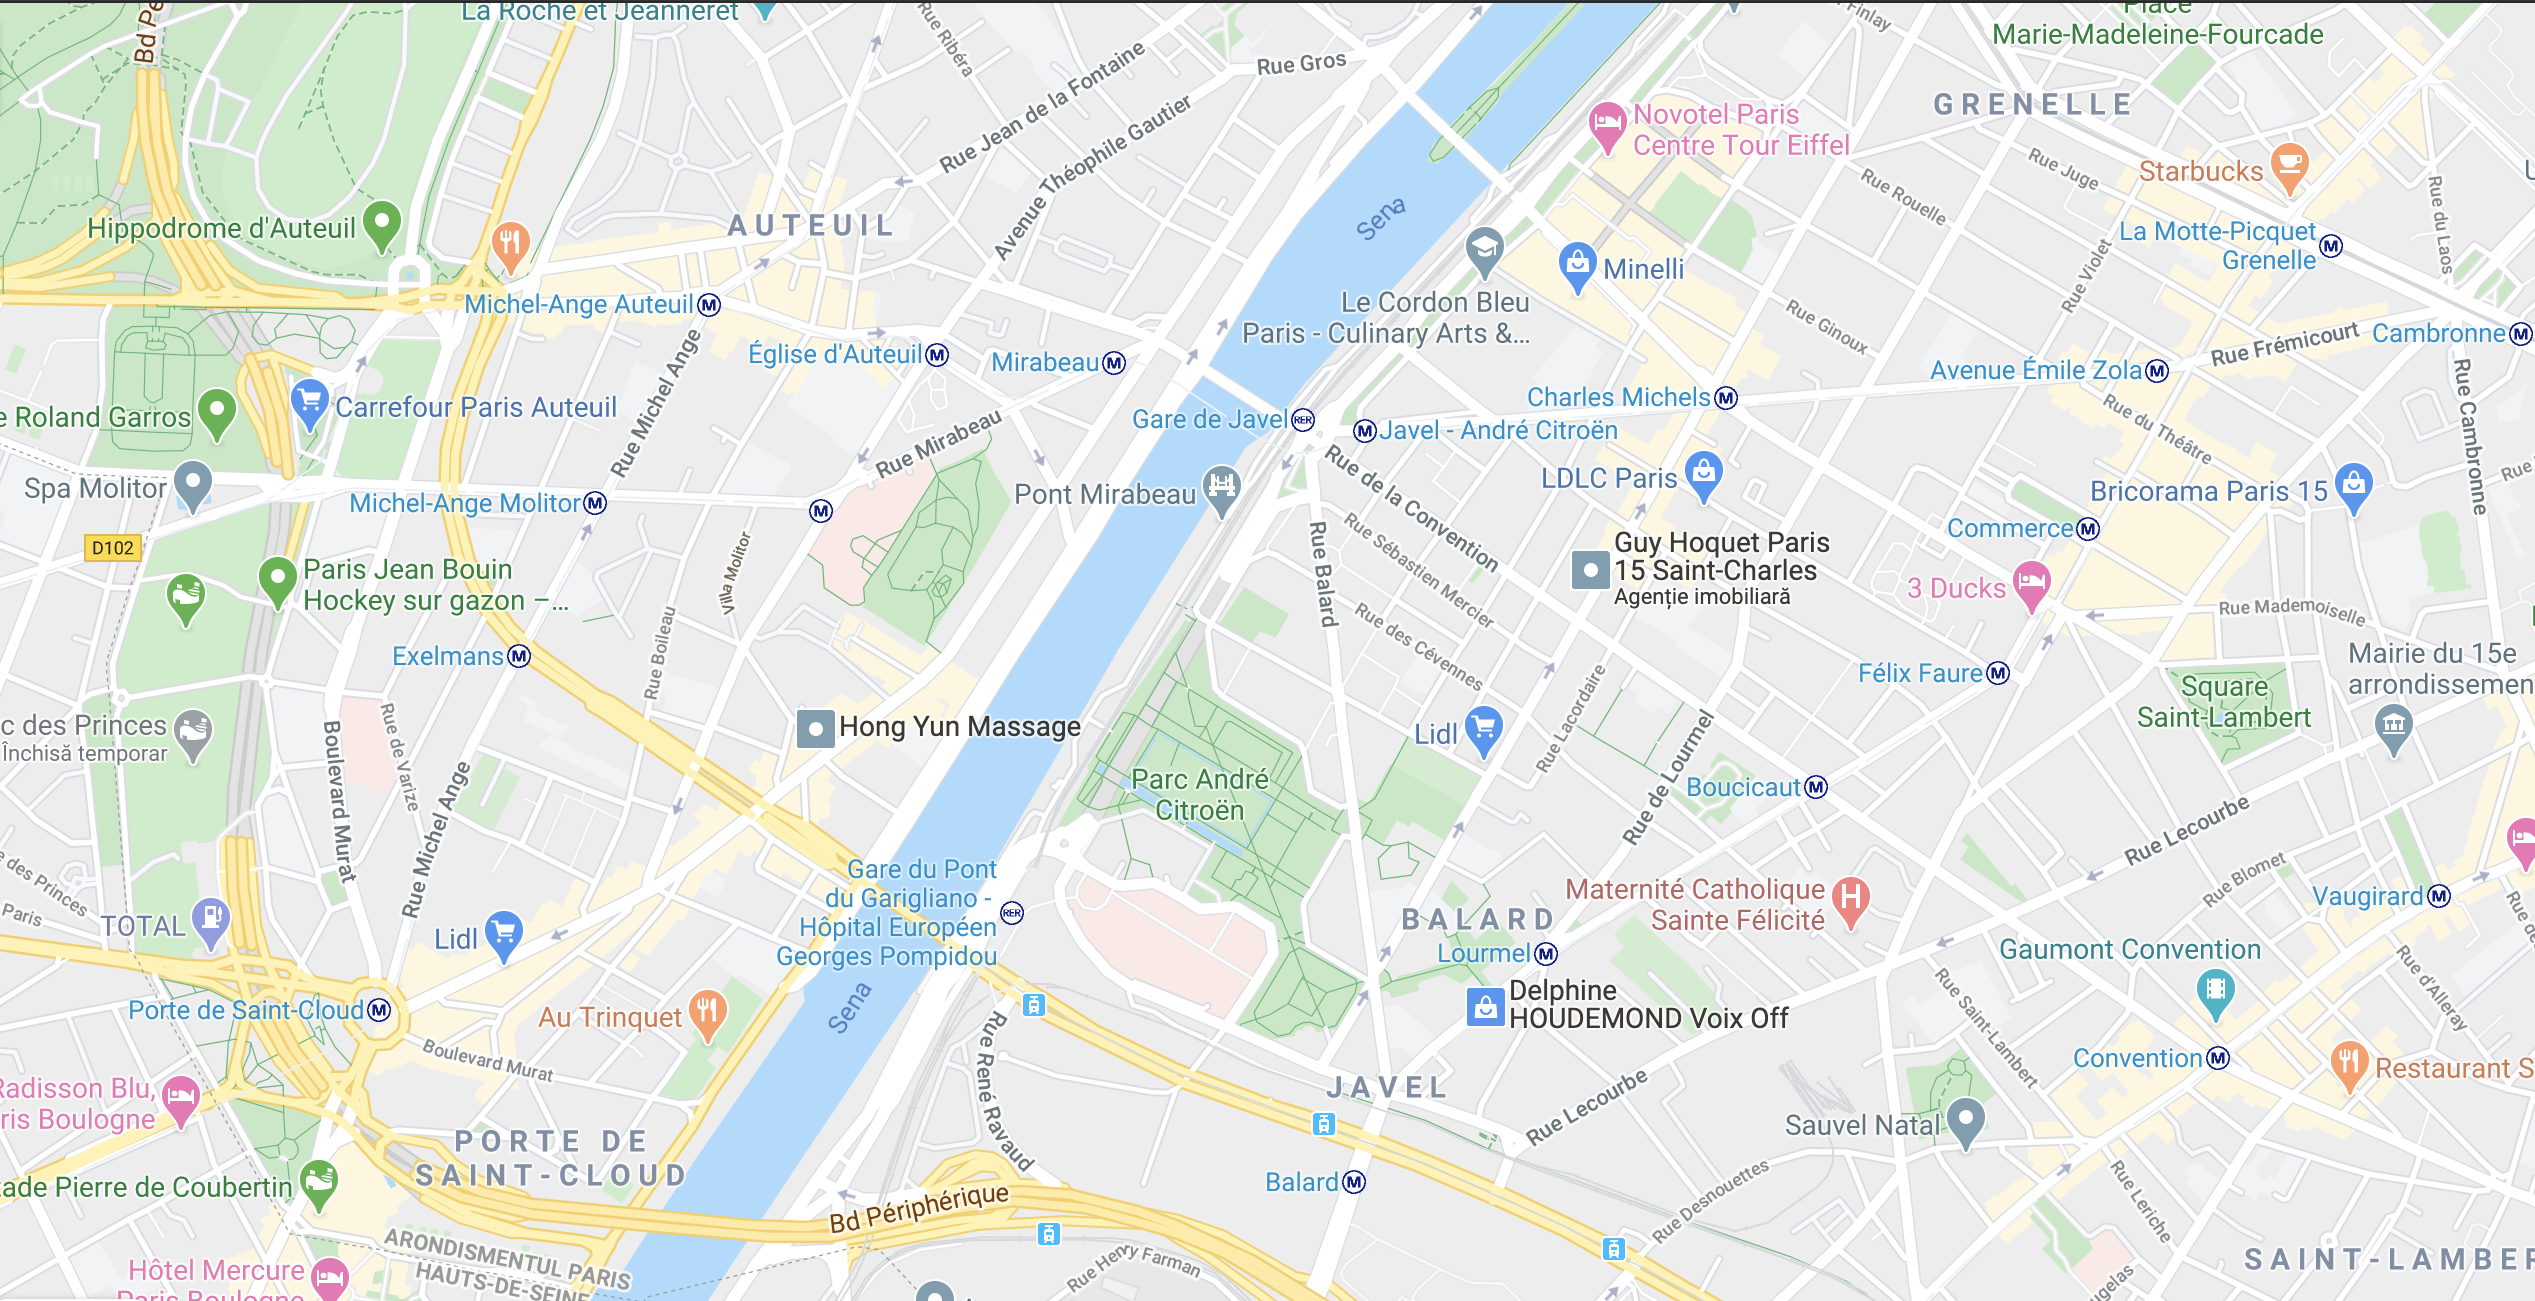 La Roche et Jeanneret
Bd Pe
Rue Ribéra
Finlay
Place
Marie-Madeleine-Fourcade
Rue Jean de la Fontaine
Rue Gros
Avenue Théophile Gautier
Novotel Paris
Centre Tour Eiffel
GRENELLE
Rue Juge
Starbucks
Rue Rouelle
Rue du Laos
Hippodrome d'Auteuil
AUTEUIL
Sena
La Motte-Picquet
Grenelle
Rue Violet
Minelli
Michel-Ange Auteuil
Le Cordon Bleu
Paris - Culinary Arts &...
Rue Ginoux
Rue Frémicourt
Cambronne
Église d'Auteuil
Mirabeau
Rue Michel Ange
Avenue Émile Zola
Rue Cambronne
Charles Michels
Carrefour Paris Auteuil
e Roland Garros
Gare de Javel
RER
Javel - André Citroën
Rue du Théâtre
Rue Mirabeau
Rue de la Convention
LDLC Paris
Spa Molitor
Michel-Ange Molitor
Pont Mirabeau
Bricorama Paris 15
Rue
D102
Villa Molitor
Rue Balard
Rue Sébastien Mercier
Commerce
Guy Hoquet Paris
15 Saint-Charles
Agenție imobiliară
Paris Jean Bouin
Hockey sur gazon –...
3 Ducks
Rue Mademoiselle
Rue des Cévennes
Exelmans
Rue Boileau
Mairie du 15e
arrondissemen
Félix Faure
Square
Saint-Lambert
Rue Lacordaire
c des Princes
Închisă temporar
Rue de Varize
Boulevard Murat
Hong Yun Massage
Lidl
Rue de Lourmel
Parc André
Citroën
Boucicaut
Rue Michel Ange
Rue Lecourbe
Rue Blomet
e des Princes
Paris
Gare du Pont
du Garigliano -
Hôpital Européen
Georges Pompidou
RER
Maternité Catholique
Sainte Félicité
Vaugirard
Rue de
BALARD
Lourmel
TOTAL
Lidl
Gaumont Convention
Rue d'Alleray
Rue Saint-Lambert
Delphine
HOUDEMOND Voix Off
Porte de Saint-Cloud
Au Trinquet
Sena
Rue René Ravaud
Boulevard Murat
Convention
Restaurant S
JAVEL
Rue Lecourbe
Radisson Blu,
ris Boulogne
Sauvel Natal
PORTE DE
SAINT-CLOUD
tade Pierre de Coubertin
Balard
Rue Desnouettes
Rue Leriche
Bd Périphérique
ARONDISMENTUL PARIS
HAUTS-DE-SEINE
Rue Henry Farman
SAINT-LAMBER
Hôtel Mercure
Paris Boulogne
ugelas